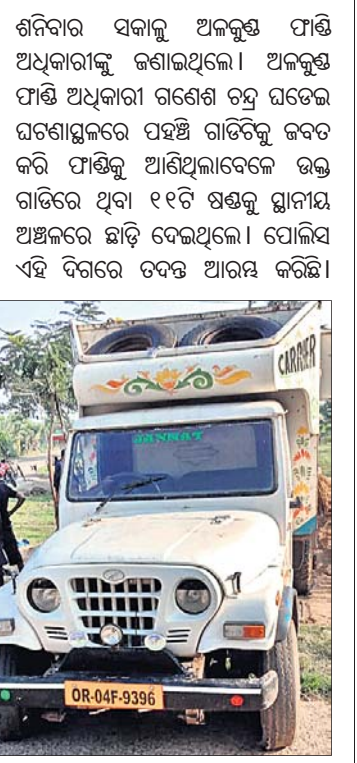 ଶନିବାର ସକାଳୁ ଅଳକୁଣ୍ଡ ଫାଣ୍ଡି
ଅଧିକାରୀଙ୍କୁ ଜଣାଇଥିଲେ। ଅଳକୁଣ୍ଡ
ଫାଣ୍ଡି ଅଧିକାରୀ ଗଣେଶ ଚନ୍ଦ୍ର ଘଡେଇ
ଘଟଣାସ୍ଥଳରେ ପହଞ୍ଚି ଗାଡିଟିକୁ ଜବତ
କରି ଫାଣ୍ଡିକୁ ଆଣିଥିଲାବେଳେ ଉକ୍ତ
ଗାଡିରେ ଥିବା ୧୧ଟି ଷଣ୍ଢକୁ ସ୍ଥାନୀୟ
ଅଞ୍ଚଳରେ ଛାଡ଼ି ଦେଇଥିଲେ। ପୋଲିସ
ଏହି ଦିଗରେ ତଦନ୍ତ ଆରମ୍ଭ କରିଛି।
CARRIER
JANNAT
OR-04F-9396